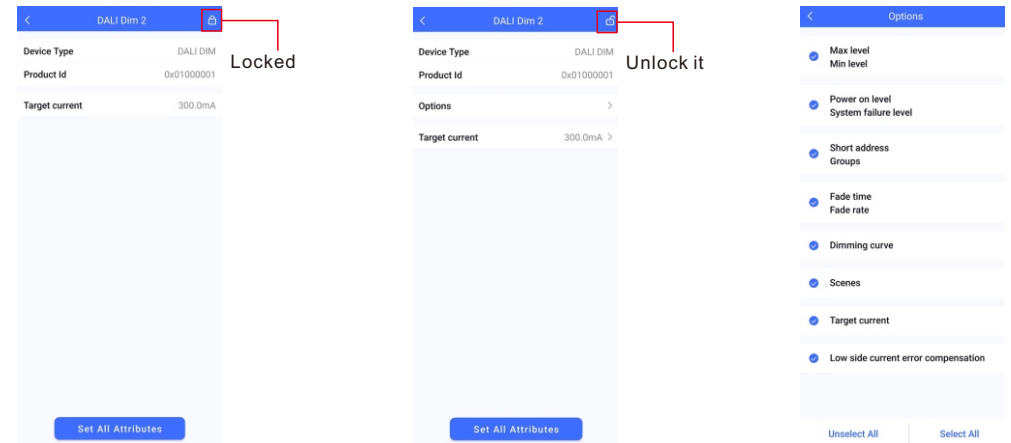 DALI Dim 2
Device Type DALI DIM
Product Id 0x01000001
Target current 300.0mA
Set All Attributes
Locked
DALI Dim 2
Device Type DALI DIM
Product Id 0x01000001
Options
Target current 300.0mA
Set All Attributes
Unlock it
Options
Max level
Min level
Power on level
System failure level
Short address
Groups
Fade time
Fade rate
Dimming curve
Scenes
Target current
Low side current error compensation
Unselect All Select All